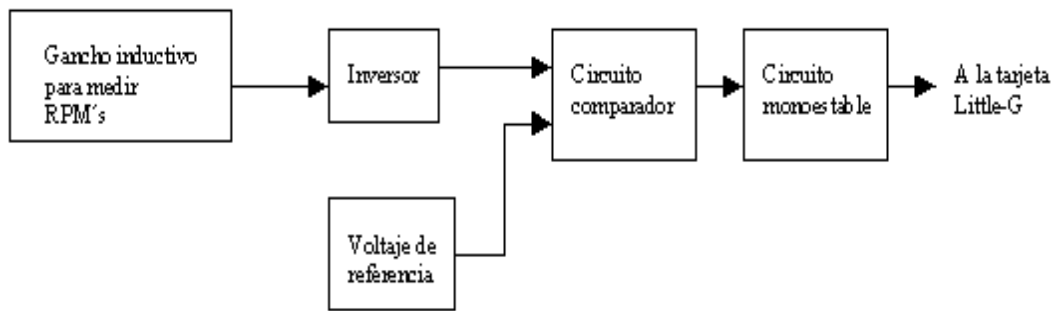 Gancho inductivo
para medir
RPM´s
Inversor
Circuito
comparador
Circuito
monoestable
A la tarjeta
Little-G
Voltaje de
referencia